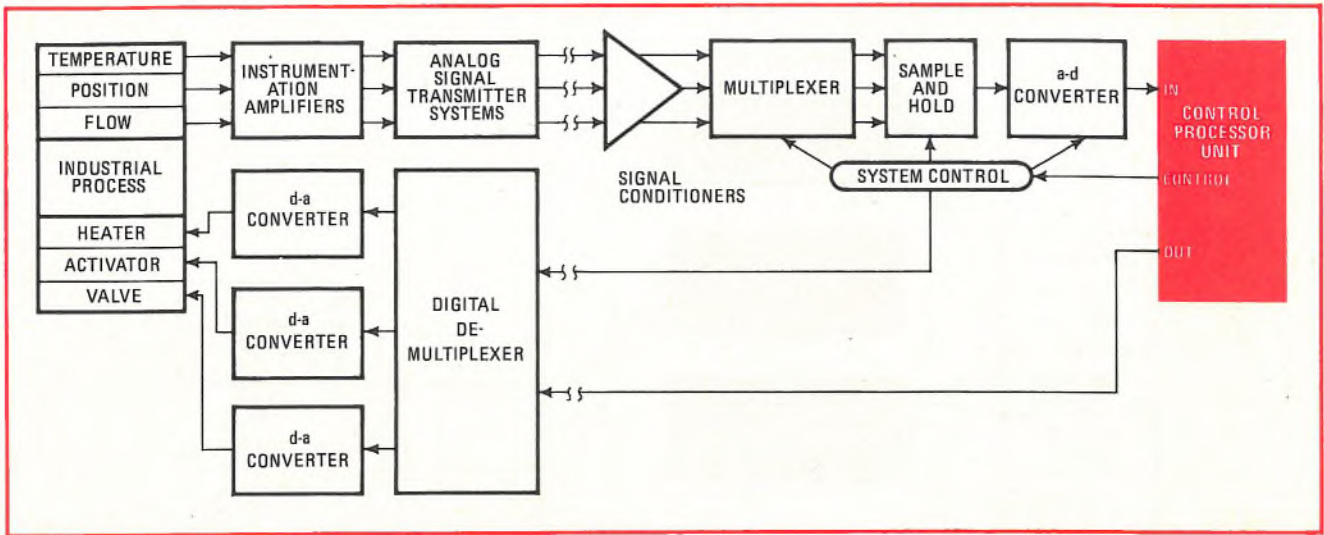 TEMPERATURE
POSITION
FLOW
INDUSTRIAL
PROCESS
HEATER
ACTIVATOR
VALVE
INSTRUMENT-
ATION
AMPLIFIERS
ANALOG
SIGNAL
TRANSMITTER
SYSTEMS
SIGNAL
CONDITIONERS
MULTIPLEXER
SAMPLE
AND
HOLD
a-d
CONVERTER
SYSTEM CONTROL
IN
CONTROL
PROCESSOR
UNIT
CONTROL
OUT
d-a
CONVERTER
d-a
CONVERTER
d-a
CONVERTER
DIGITAL
DE-
MULTIPLEXER